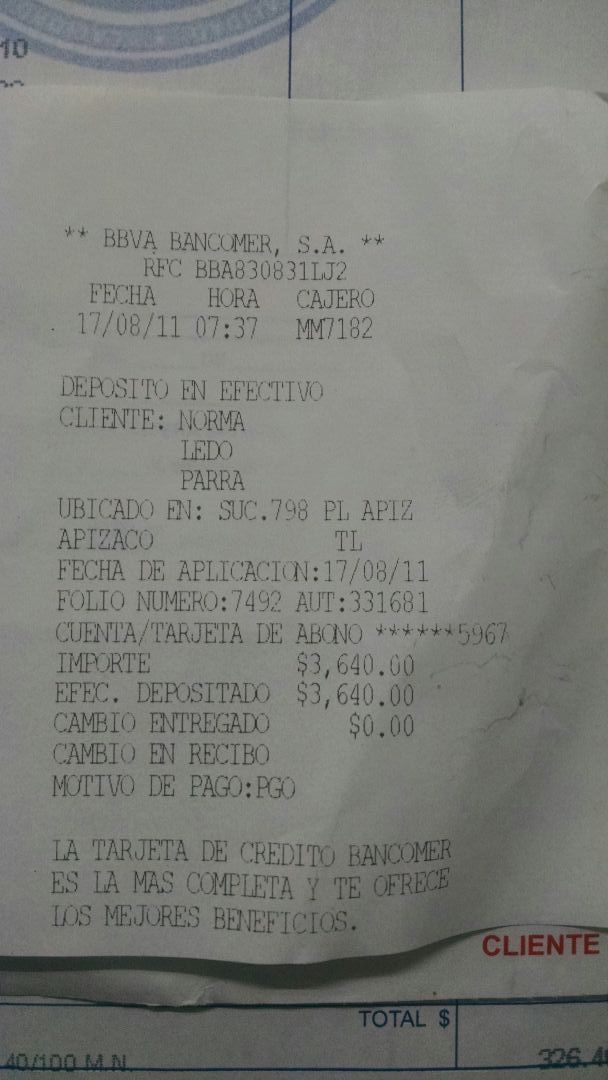 10
** BBVA BANCOMER, S.A. **
RFC BBA830831LJ2
FECHA HORA CAJERO
17/08/11 07:37 MM7182
DEPOSITO EN EFECTIVO
CLIENTE: NORMA
LEDO
PARRA
UBICADO EN: SUC.798 PL APIZ
APIZACO TL
FECHA DE APLICACION:17/08/11
FOLIO NUMERO:7492 AUT:331681
CUENTA/TARJETA DE ABONO ******5967
IMPORTE $3,640.00
EFEC. DEPOSITADO $3,640.00
CAMBIO ENTREGADO $0.00
CAMBIO EN RECIBO
MOTIVO DE PAGO:PGO
LA TARJETA DE CREDITO BANCOMER
ES LA MAS COMPLETA Y TE OFRECE
LOS MEJORES BENEFICIOS.
CLIENTE
TOTAL $
40/100 M.N.